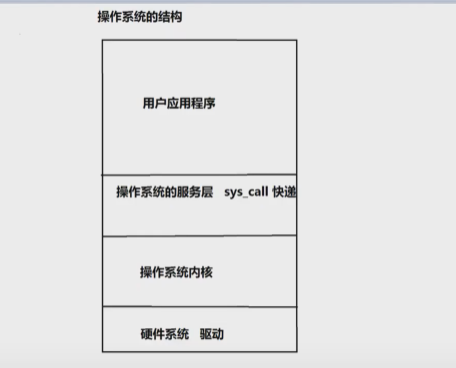 操作系统的结构
用户应用程序
操作系统的服务层 sys_call 快递
操作系统内核
硬件系统 驱动